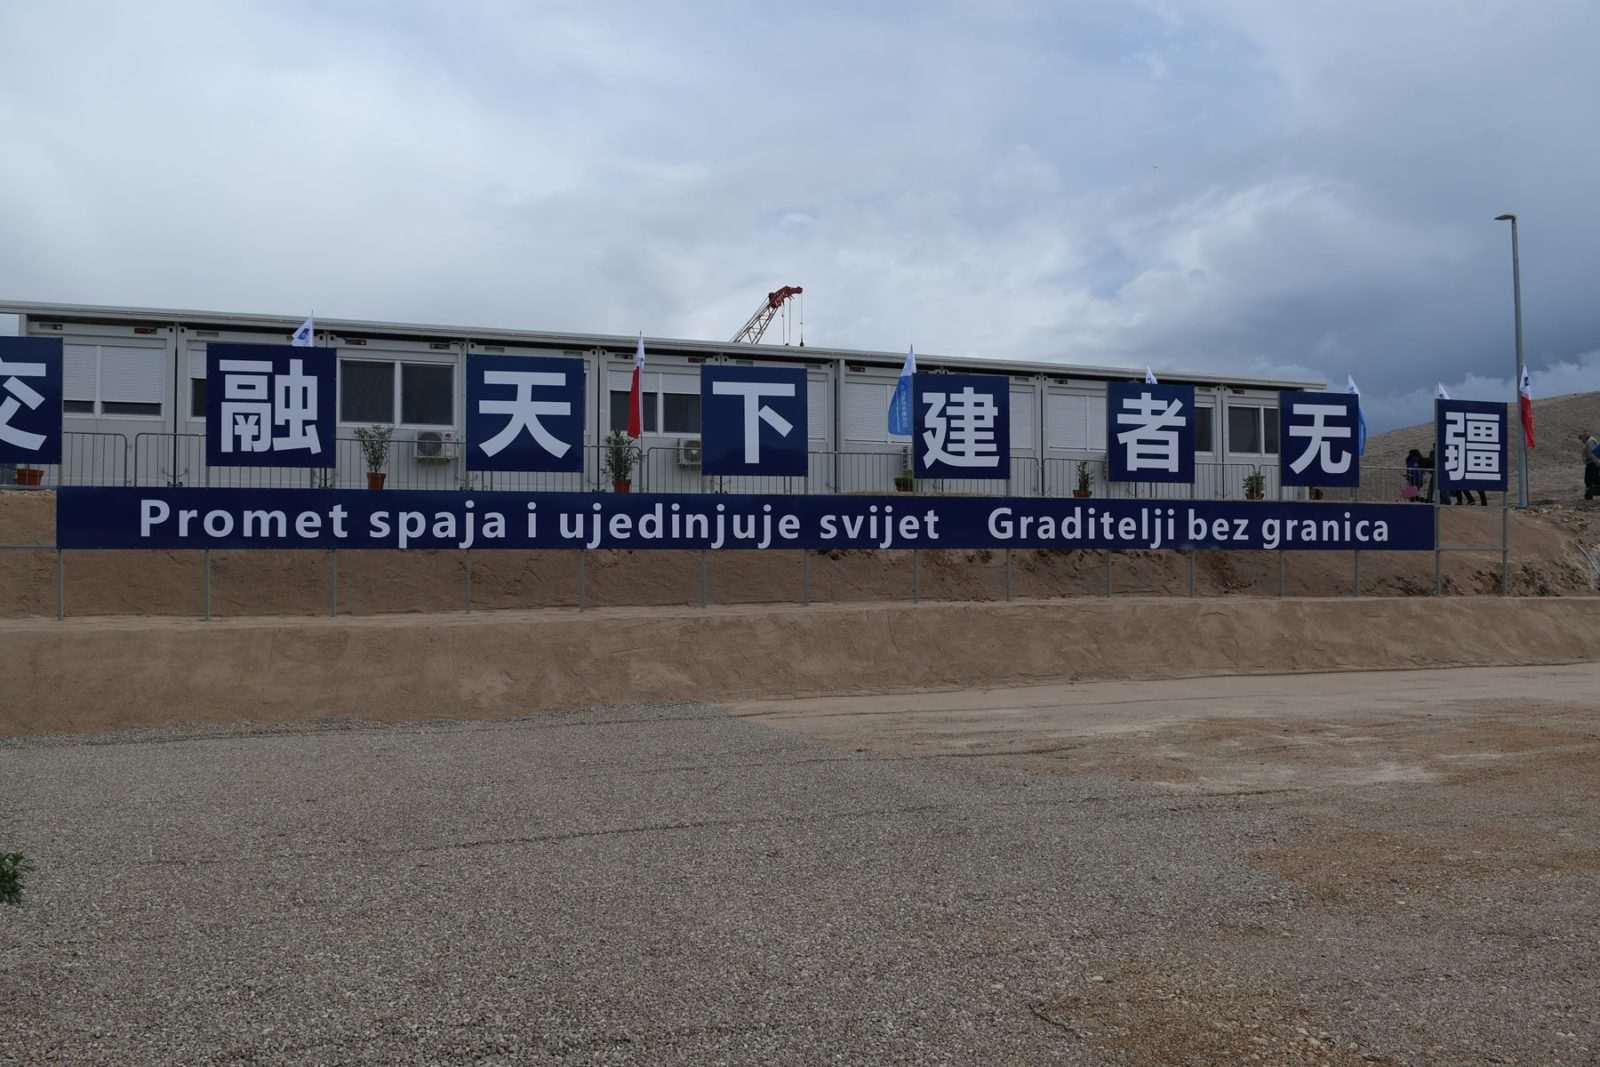 交融天下建者无疆
Promet spaja i ujedinjuje svijet Graditelji bez granica